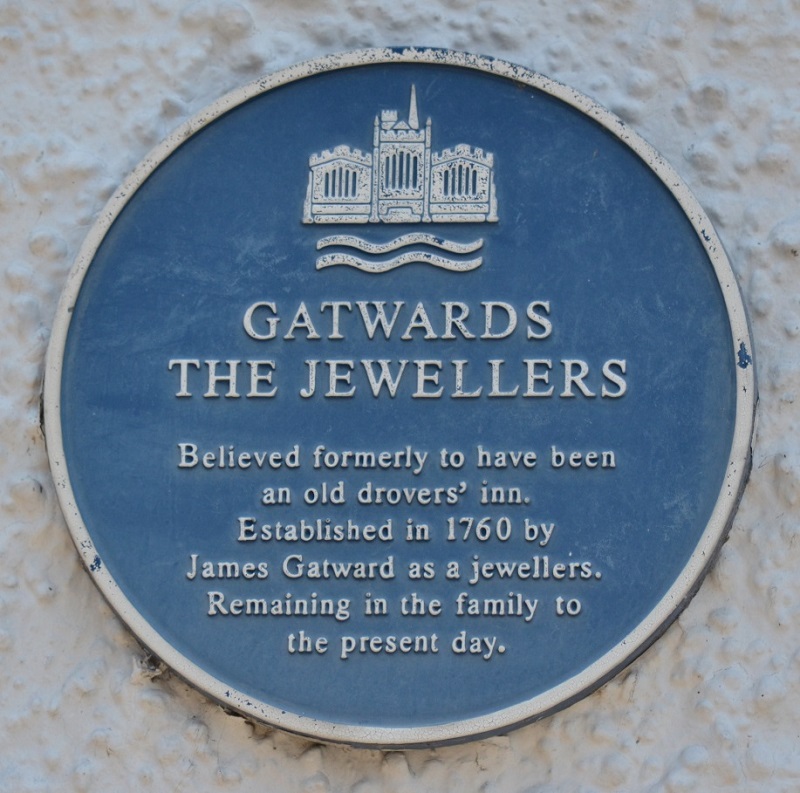 GATWARDS
THE JEWELLERS
Believed formerly to have been
an old drovers' inn.
Established in 1760 by
James Gatward as a jewellers.
Remaining in the family to
the present day.